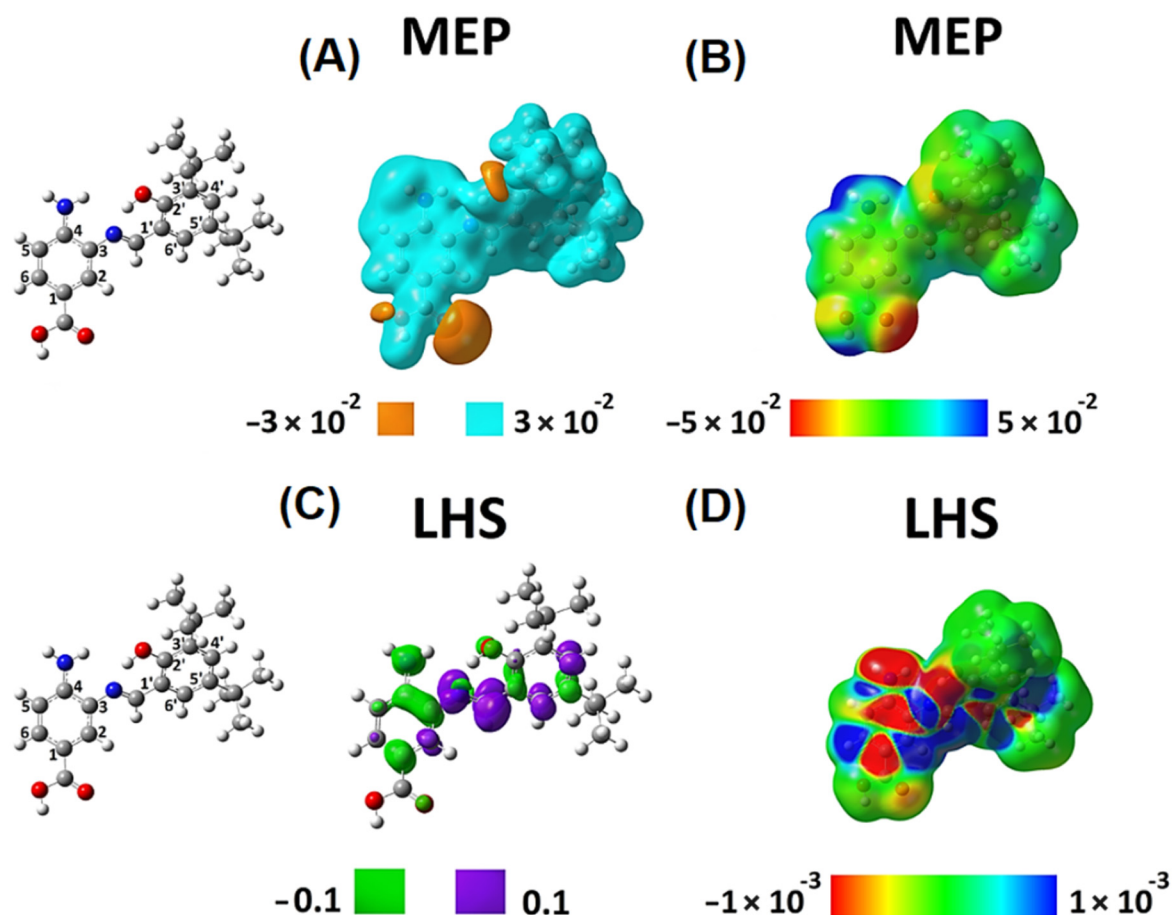 (A) MEP
(B) MEP
3' 4'
2'
1' 5'
6'
4
5 3
6 2
1
−3 × 10⁻² 3 × 10⁻²
−5 × 10⁻² 5 × 10⁻²
(C) LHS
(D) LHS
3' 4'
2'
1' 5'
6'
4
5 3
6 2
1
−0.1 0.1
−1 × 10⁻³ 1 × 10⁻³